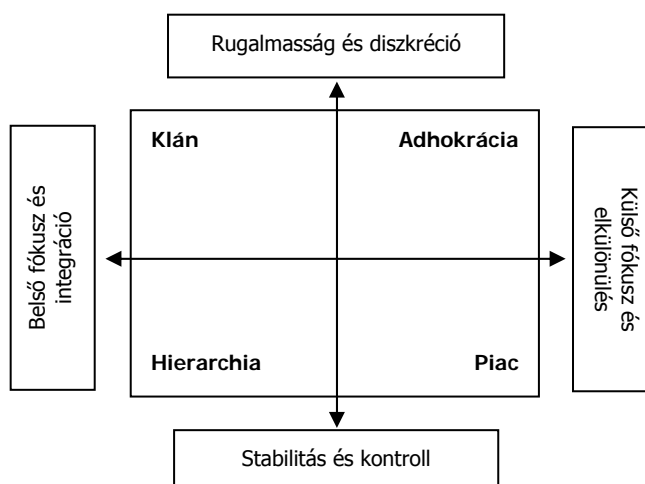 Rugalmasság és diszkréció
Klán
Adhokrácia
Belső fókusz és
integráció
Külső fókusz és
elkülönülés
Hierarchia
Piac
Stabilitás és kontroll